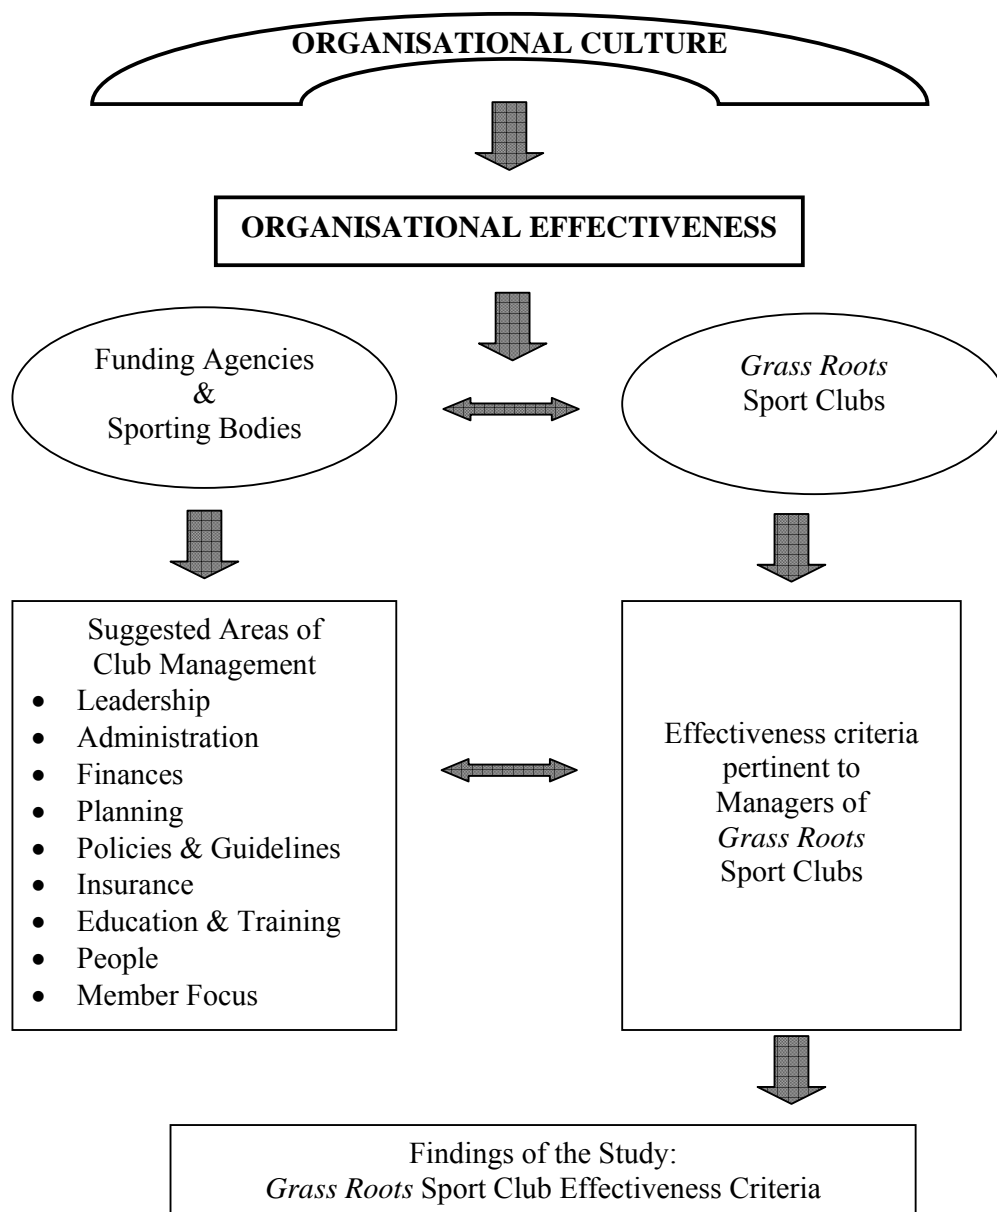 ORGANISATIONAL CULTURE
ORGANISATIONAL EFFECTIVENESS
Funding Agencies
&
Sporting Bodies
Grass Roots
Sport Clubs
Suggested Areas of
Club Management
• Leadership
• Administration
• Finances
• Planning
• Policies & Guidelines
• Insurance
• Education & Training
• People
• Member Focus
Effectiveness criteria
pertinent to
Managers of
Grass Roots
Sport Clubs
Findings of the Study:
Grass Roots Sport Club Effectiveness Criteria